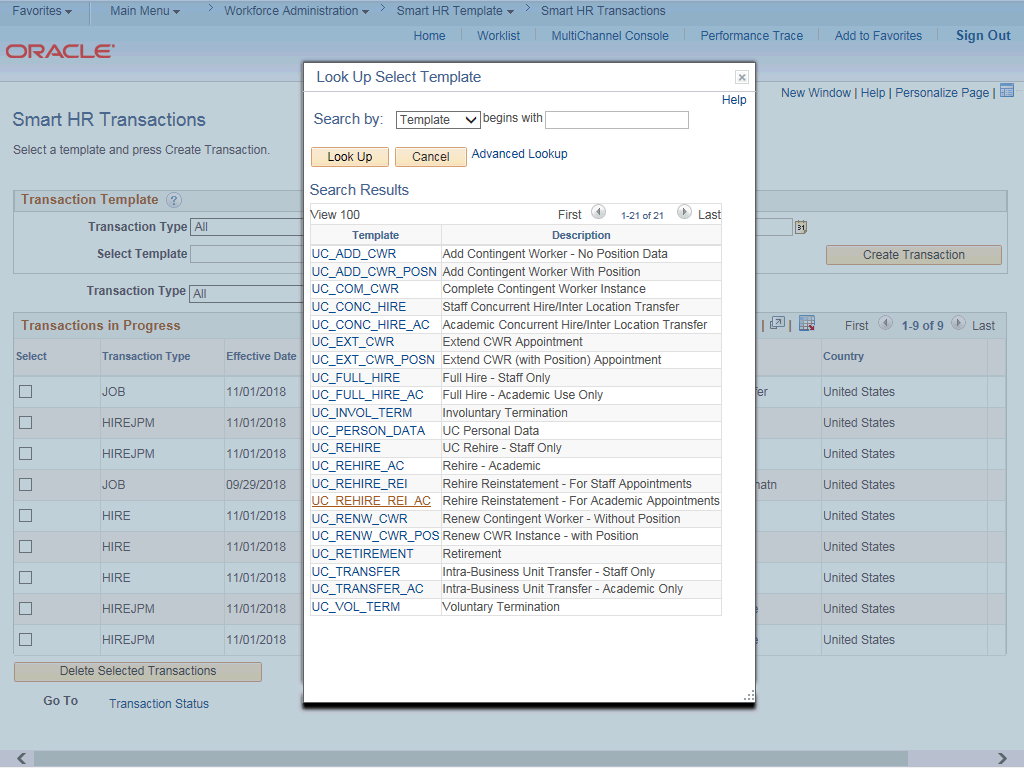 Favorites
Main Menu
Workforce Administration
Smart HR Template
Smart HR Transactions
Home
Worklist
MultiChannel Console
Performance Trace
Add to Favorites
Sign Out
ORACLE
New Window | Help | Personalize Page |
Smart HR Transactions
Select a template and press Create Transaction.
Transaction Template
Transaction Type All
Select Template
Create Transaction
Transaction Type All
Transactions in Progress
First 1-9 of 9 Last
Select Transaction Type Effective Date Country
JOB 11/01/2018 fer United States
HIREJPM 11/01/2018 United States
HIREJPM 11/01/2018 United States
JOB 09/29/2018 United States
HIRE 11/01/2018 United States
HIRE 11/01/2018 United States
HIRE 11/01/2018 United States
HIREJPM 11/01/2018 United States
HIREJPM 11/01/2018 United States
Delete Selected Transactions
Go To Transaction Status
Look Up Select Template
Help
Search by: Template begins with
Look Up Cancel Advanced Lookup
Search Results
View 100 First 1-21 of 21 Last
Template Description
UC_ADD_CWR Add Contingent Worker - No Position Data
UC_ADD_CWR_POSN Add Contingent Worker With Position
UC_COM_CWR Complete Contingent Worker Instance
UC_CONC_HIRE Staff Concurrent Hire/Inter Location Transfer
UC_CONC_HIRE_AC Academic Concurrent Hire/Inter Location Transfer
UC_EXT_CWR Extend CWR Appointment
UC_EXT_CWR_POSN Extend CWR (with Position) Appointment
UC_FULL_HIRE Full Hire - Staff Only
UC_FULL_HIRE_AC Full Hire - Academic Use Only
UC_INVOL_TERM Involuntary Termination
UC_PERSON_DATA UC Personal Data
UC_REHIRE UC Rehire - Staff Only
UC_REHIRE_AC Rehire - Academic
UC_REHIRE_REI Rehire Reinstatement - For Staff Appointments
UC_REHIRE_REI_AC Rehire Reinstatement - For Academic Appointments
UC_RENW_CWR Renew Contingent Worker - Without Position
UC_RENW_CWR_POS Renew CWR Instance - with Position
UC_RETIREMENT Retirement
UC_TRANSFER Intra-Business Unit Transfer - Staff Only
UC_TRANSFER_AC Intra-Business Unit Transfer - Academic Only
UC_VOL_TERM Voluntary Termination